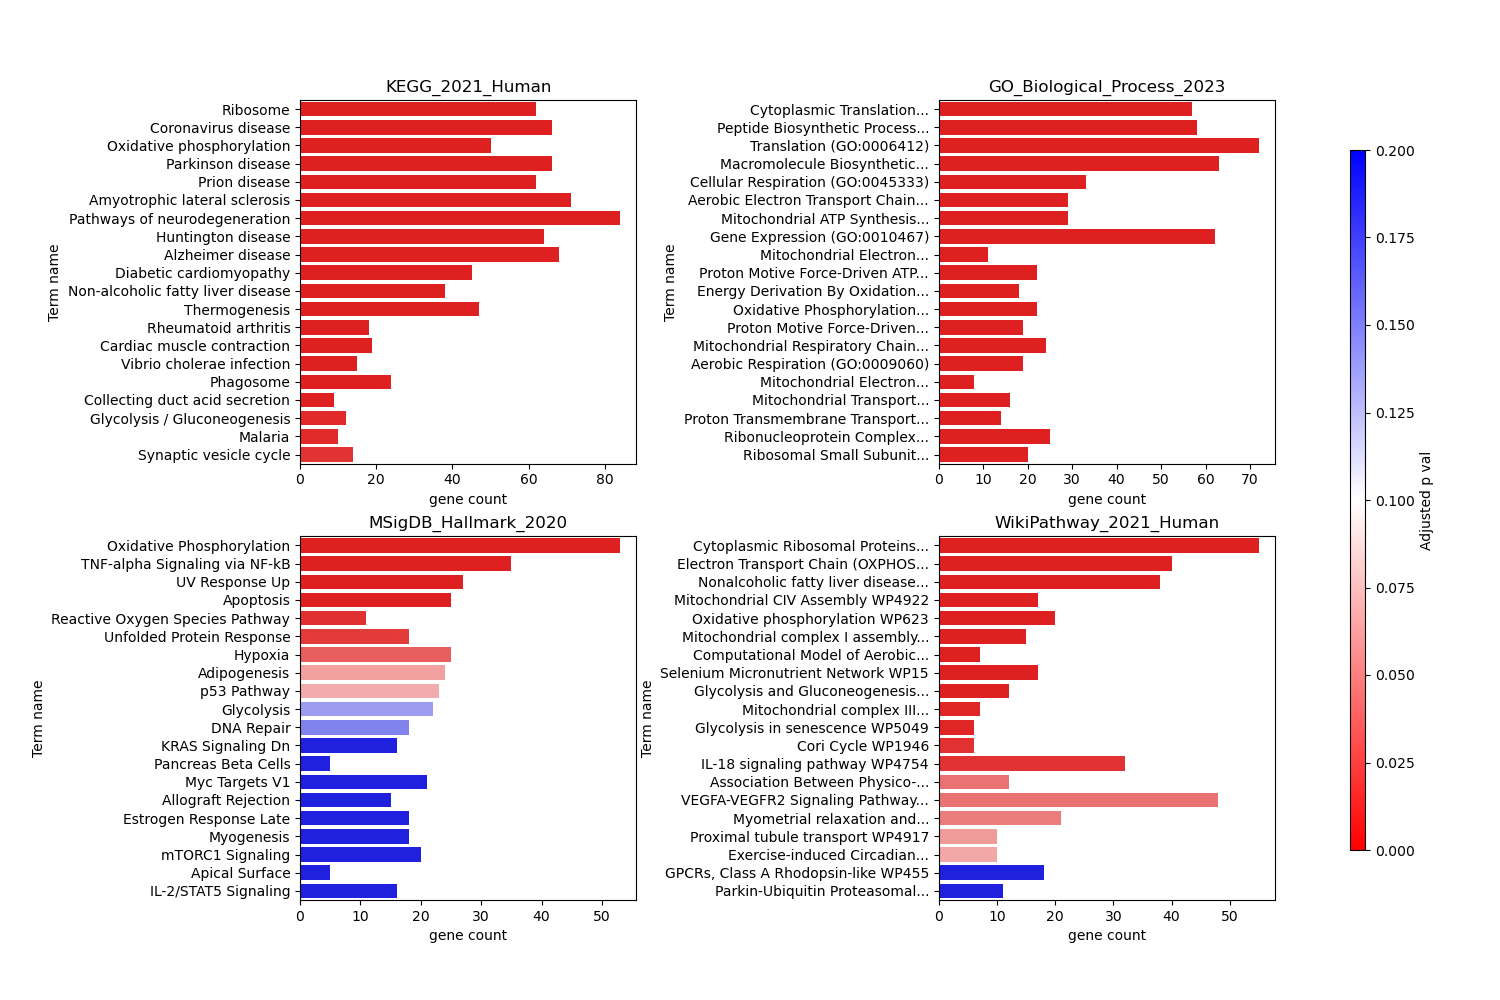 KEGG_2021_Human
Term name
Ribosome
Coronavirus disease
Oxidative phosphorylation
Parkinson disease
Prion disease
Amyotrophic lateral sclerosis
Pathways of neurodegeneration
Huntington disease
Alzheimer disease
Diabetic cardiomyopathy
Non-alcoholic fatty liver disease
Thermogenesis
Rheumatoid arthritis
Cardiac muscle contraction
Vibrio cholerae infection
Phagosome
Collecting duct acid secretion
Glycolysis / Gluconeogenesis
Malaria
Synaptic vesicle cycle
0 20 40 60 80
gene count
GO_Biological_Process_2023
Term name
Cytoplasmic Translation...
Peptide Biosynthetic Process...
Translation (GO:0006412)
Macromolecule Biosynthetic...
Cellular Respiration (GO:0045333)
Aerobic Electron Transport Chain...
Mitochondrial ATP Synthesis...
Gene Expression (GO:0010467)
Mitochondrial Electron...
Proton Motive Force-Driven ATP...
Energy Derivation By Oxidation...
Oxidative Phosphorylation...
Proton Motive Force-Driven...
Mitochondrial Respiratory Chain...
Aerobic Respiration (GO:0009060)
Mitochondrial Electron...
Mitochondrial Transport...
Proton Transmembrane Transport...
Ribonucleoprotein Complex...
Ribosomal Small Subunit...
0 10 20 30 40 50 60 70
gene count
MSigDB_Hallmark_2020
Term name
Oxidative Phosphorylation
TNF-alpha Signaling via NF-kB
UV Response Up
Apoptosis
Reactive Oxygen Species Pathway
Unfolded Protein Response
Hypoxia
Adipogenesis
p53 Pathway
Glycolysis
DNA Repair
KRAS Signaling Dn
Pancreas Beta Cells
Myc Targets V1
Allograft Rejection
Estrogen Response Late
Myogenesis
mTORC1 Signaling
Apical Surface
IL-2/STAT5 Signaling
0 10 20 30 40 50
gene count
WikiPathway_2021_Human
Term name
Cytoplasmic Ribosomal Proteins...
Electron Transport Chain (OXPHOS...
Nonalcoholic fatty liver disease...
Mitochondrial CIV Assembly WP4922
Oxidative phosphorylation WP623
Mitochondrial complex I assembly...
Computational Model of Aerobic...
Selenium Micronutrient Network WP15
Glycolysis and Gluconeogenesis...
Mitochondrial complex III...
Glycolysis in senescence WP5049
Cori Cycle WP1946
IL-18 signaling pathway WP4754
Association Between Physico-...
VEGFA-VEGFR2 Signaling Pathway...
Myometrial relaxation and...
Proximal tubule transport WP4917
Exercise-induced Circadian...
GPCRs, Class A Rhodopsin-like WP455
Parkin-Ubiquitin Proteasomal...
0 10 20 30 40 50
gene count
0.200
0.175
0.150
0.125
0.100
0.075
0.050
0.025
0.000
Adjusted p val